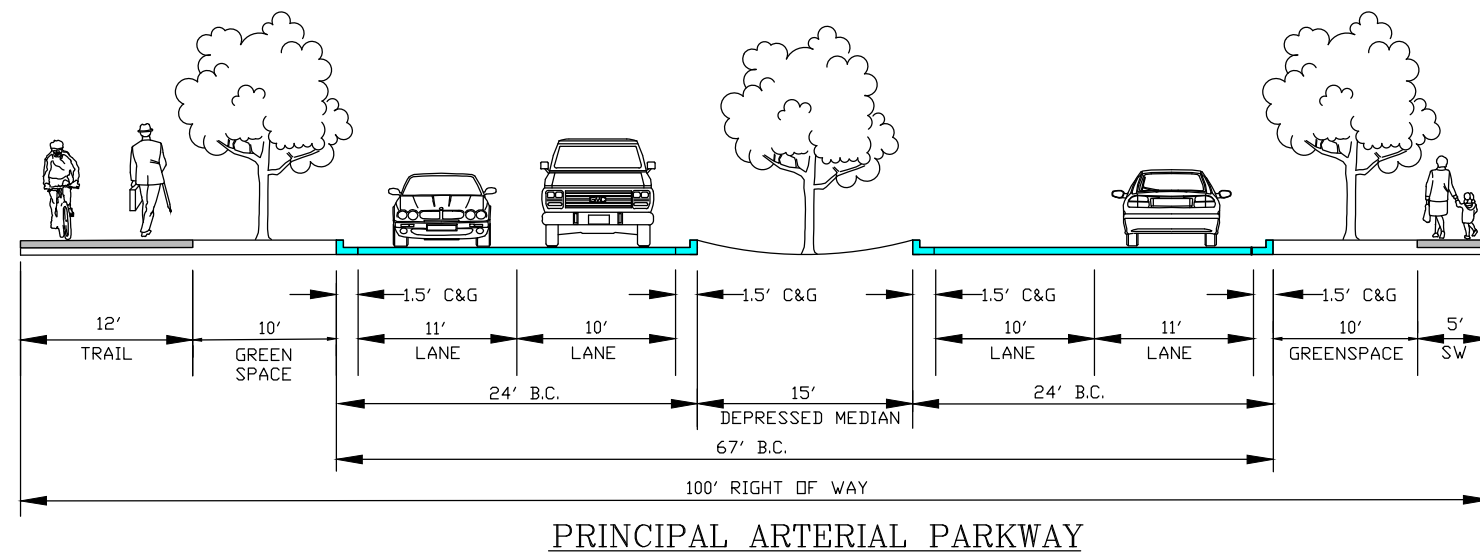 1.5' C&G 1.5' C&G 1.5' C&G 1.5' C&G
12' 10' 11' 10' 10' 11' 10' 5'
TRAIL GREEN LANE LANE LANE LANE GREENSPACE SW
SPACE
24' B.C. 15' 24' B.C.
DEPRESSED MEDIAN
67' B.C.
100' RIGHT OF WAY
PRINCIPAL ARTERIAL PARKWAY